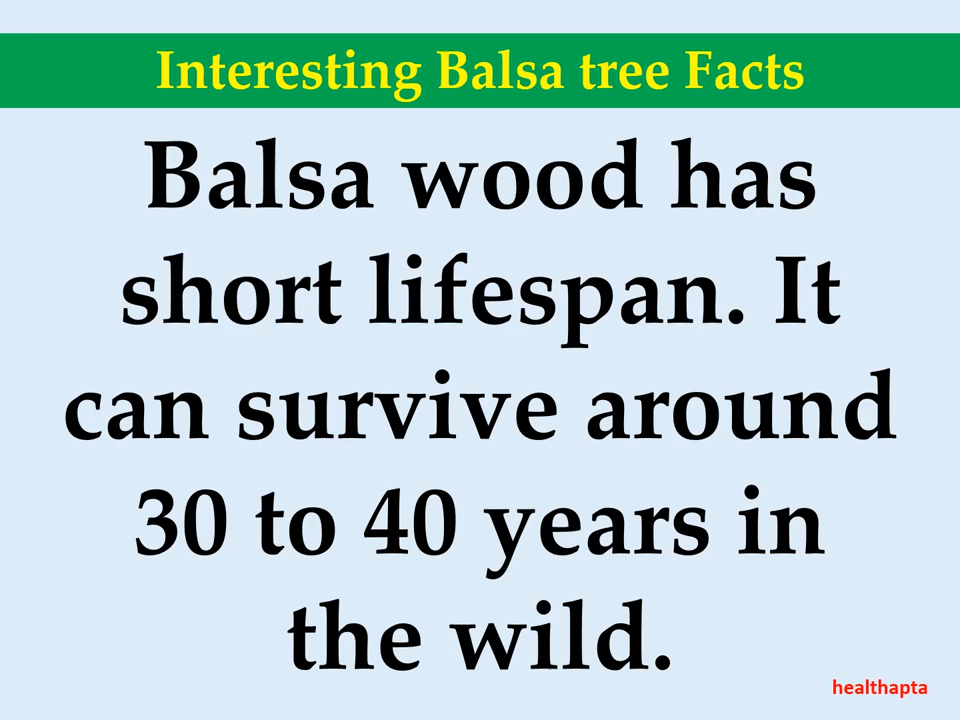 Interesting Balsa tree Facts
Balsa wood has
short lifespan. It
can survive around
30 to 40 years in
the wild.
healthapta